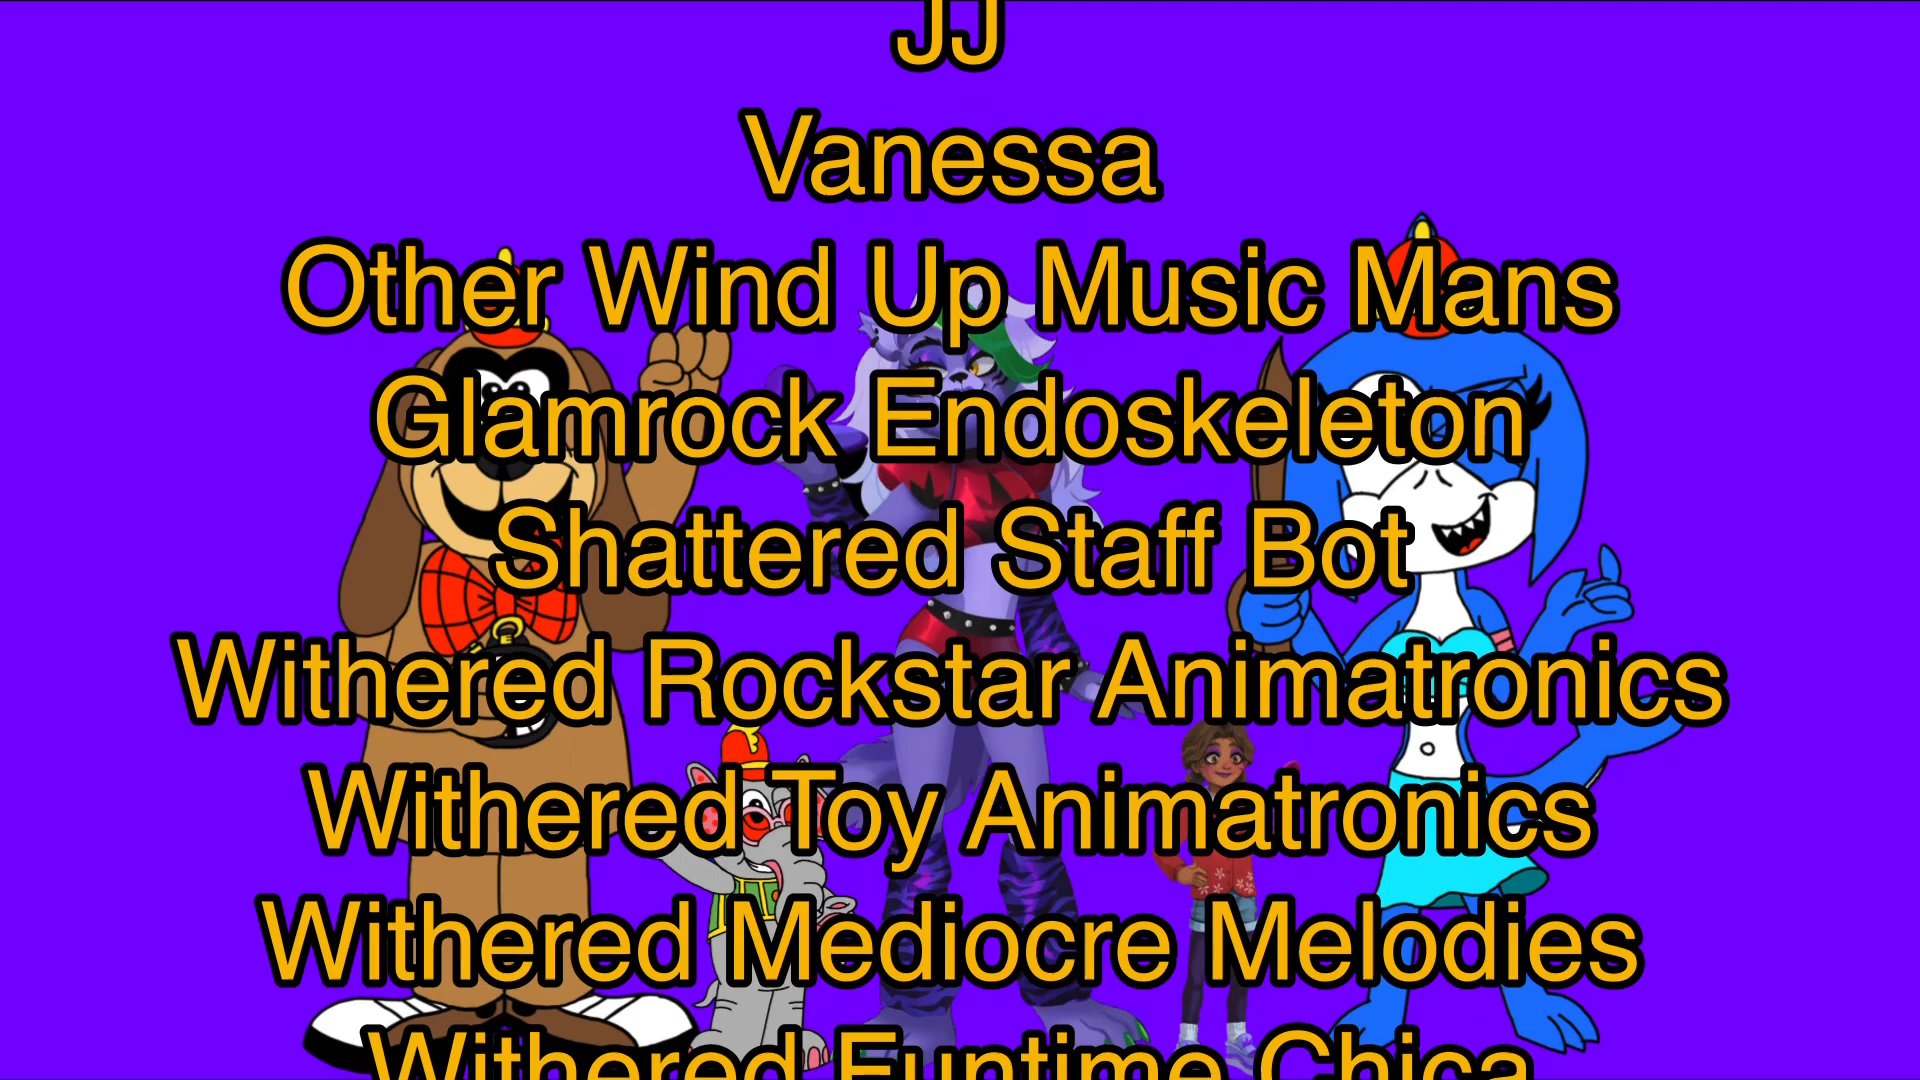 JJ
Vanessa
Other Wind Up Music Mans
Glamrock Endoskeleton
Shattered Staff Bot
Withered Rockstar Animatronics
Withered Toy Animatronics
Withered Mediocre Melodies
Withered Funtime Chica